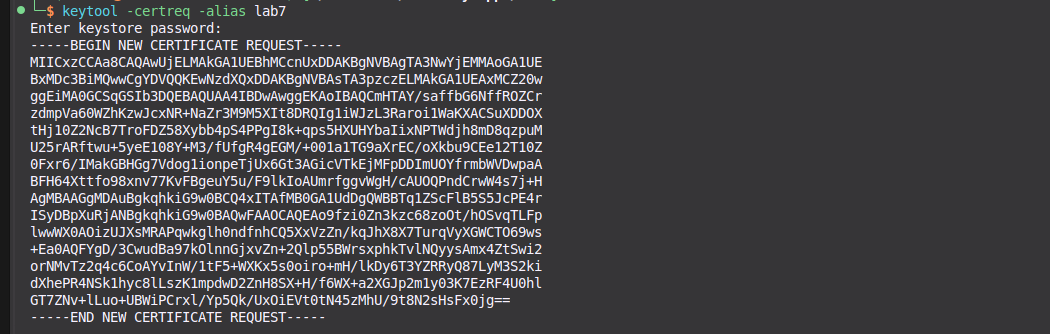 └─$ keytool -certreq -alias lab7
Enter keystore password:
-----BEGIN NEW CERTIFICATE REQUEST-----
MIICxzCCAa8CAQAwUjELMAkGA1UEBhMCcnUxDDAKBgNVBAgTA3NwYjEMMAoGA1UE
BxMDc3BiMQwwCgYDVQQKEwNzdXQxDDAKBgNVBAsTA3pzczELMAkGA1UEAxMCZ20w
ggEiMA0GCSqGSIb3DQEBAQUAA4IBDwAwggEKAoIBAQCmHTAY/saffbG6NffROZCr
zdmpVa60WZhKzwJcxNR+NaZr3M9M5XIt8DRQIg1iWJzL3Raroi1WaKXACSuXDDOX
tHj10Z2NcB7TroFDZ58Xybb4pS4PPgI8k+qps5HXUHYbaIixNPTWdjh8mD8qzpuM
U25rARftwu+5yeE108Y+M3/fUfgR4gEGM/+001a1TG9aXrEC/oXkbu9CEe12T10Z
0Fxr6/IMakGBHGg7Vdog1ionpeTjUx6Gt3AGicVTkEjMFpDDImUOYfrmbWVDwpaA
BFH64Xttfo98xnv77KvFBgeuY5u/F9lkIoAUmrfggvWgH/cAUOQPndCrwW4s7j+H
AgMBAAGgMDAuBgkqhkiG9w0BCQ4xITAfMB0GA1UdDgQWBBTq1ZScFlB5S5JcPE4r
ISyDBpXuRjANBgkqhkiG9w0BAQwFAAOCAQEAo9fzi0Zn3kzc68zoOt/hOSvqTLFp
lwwWX0AOizUJXsMRAPqwkglh0ndfnhCQ5XxVzZn/kqJhX8X7TurqVyXGWCTO69ws
+Ea0AQFYgD/3CwudBa97kOlnnGjxvZn+2Qlp55BWrsxphkTvlNQyysAmx4ZtSwi2
orNMvTz2q4c6CoAYvInW/1tF5+WXKx5s0oiro+mH/lkDy6T3YZRRyQ87LyM3S2ki
dXhePR4NSk1hyc8lLszK1mpdwD2ZnH8SX+H/f6WX+a2XGJp2m1y03K7EzRF4U0hl
GT7ZNv+lLuo+UBWiPCrxl/Yp5Qk/UxOiEVt0tN45zMhU/9t8N2sHsFx0jg==
-----END NEW CERTIFICATE REQUEST-----